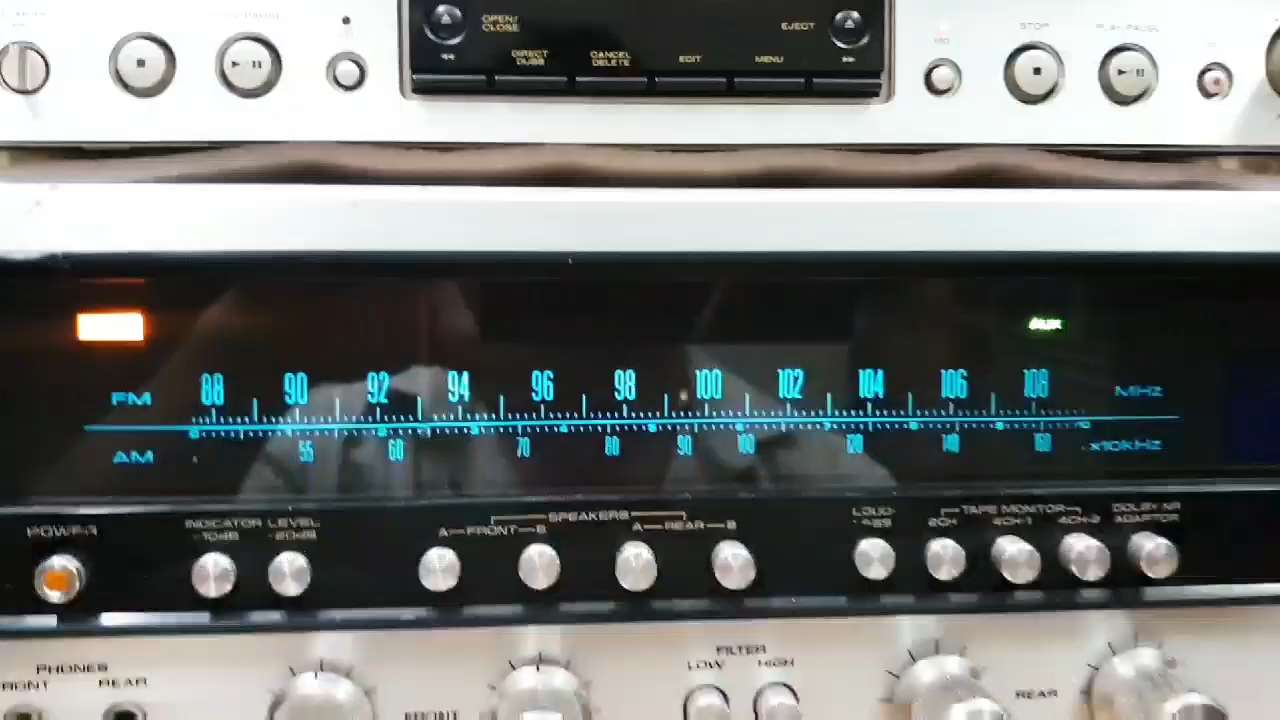 OPEN/ CLOSE
EJECT
STOP
PLAY/PAUSE
DIRECT DUBB
CANCEL DELETE
EDIT
MENU
AUX
FM 88 90 92 94 96 98 100 102 104 106 108 MHz
AM 55 60 70 80 90 100 120 140 160 x10kHz
POWER
INDICATOR LEVEL
-10dB -20dB
SPEAKERS
A FRONT B
A REAR B
LOUD-
NESS
TAPE MONITOR
2CH 4CH-1 4CH-2
DOLBY NR
ADAPTOR
PHONES
FRONT REAR
FRONT
FILTER
LOW HIGH
REAR